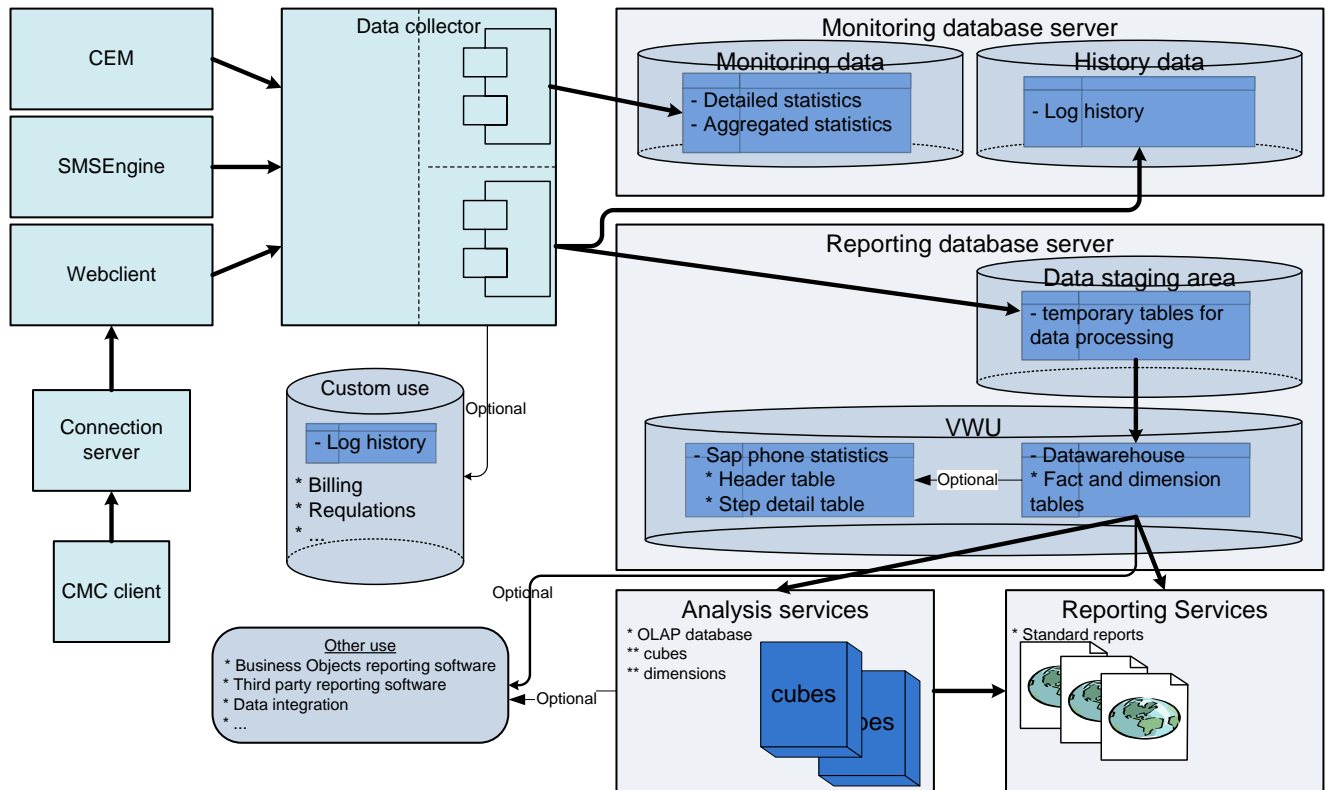 CEM
SMSEngine
Webclient
Connection
server
CMC client
Data collector
Custom use
- Log history
* Billing
* Requlations
* ...
Optional
Monitoring database server
Monitoring data
- Detailed statistics
- Aggregated statistics
History data
- Log history
Reporting database server
Data staging area
- temporary tables for
data processing
VWU
- Sap phone statistics
* Header table
* Step detail table
Optional
- Datawarehouse
* Fact and dimension
tables
Optional
Other use
* Business Objects reporting software
* Third party reporting software
* Data integration
* ...
Optional
Analysis services
* OLAP database
** cubes
** dimensions
cubes
bes
Reporting Services
* Standard reports